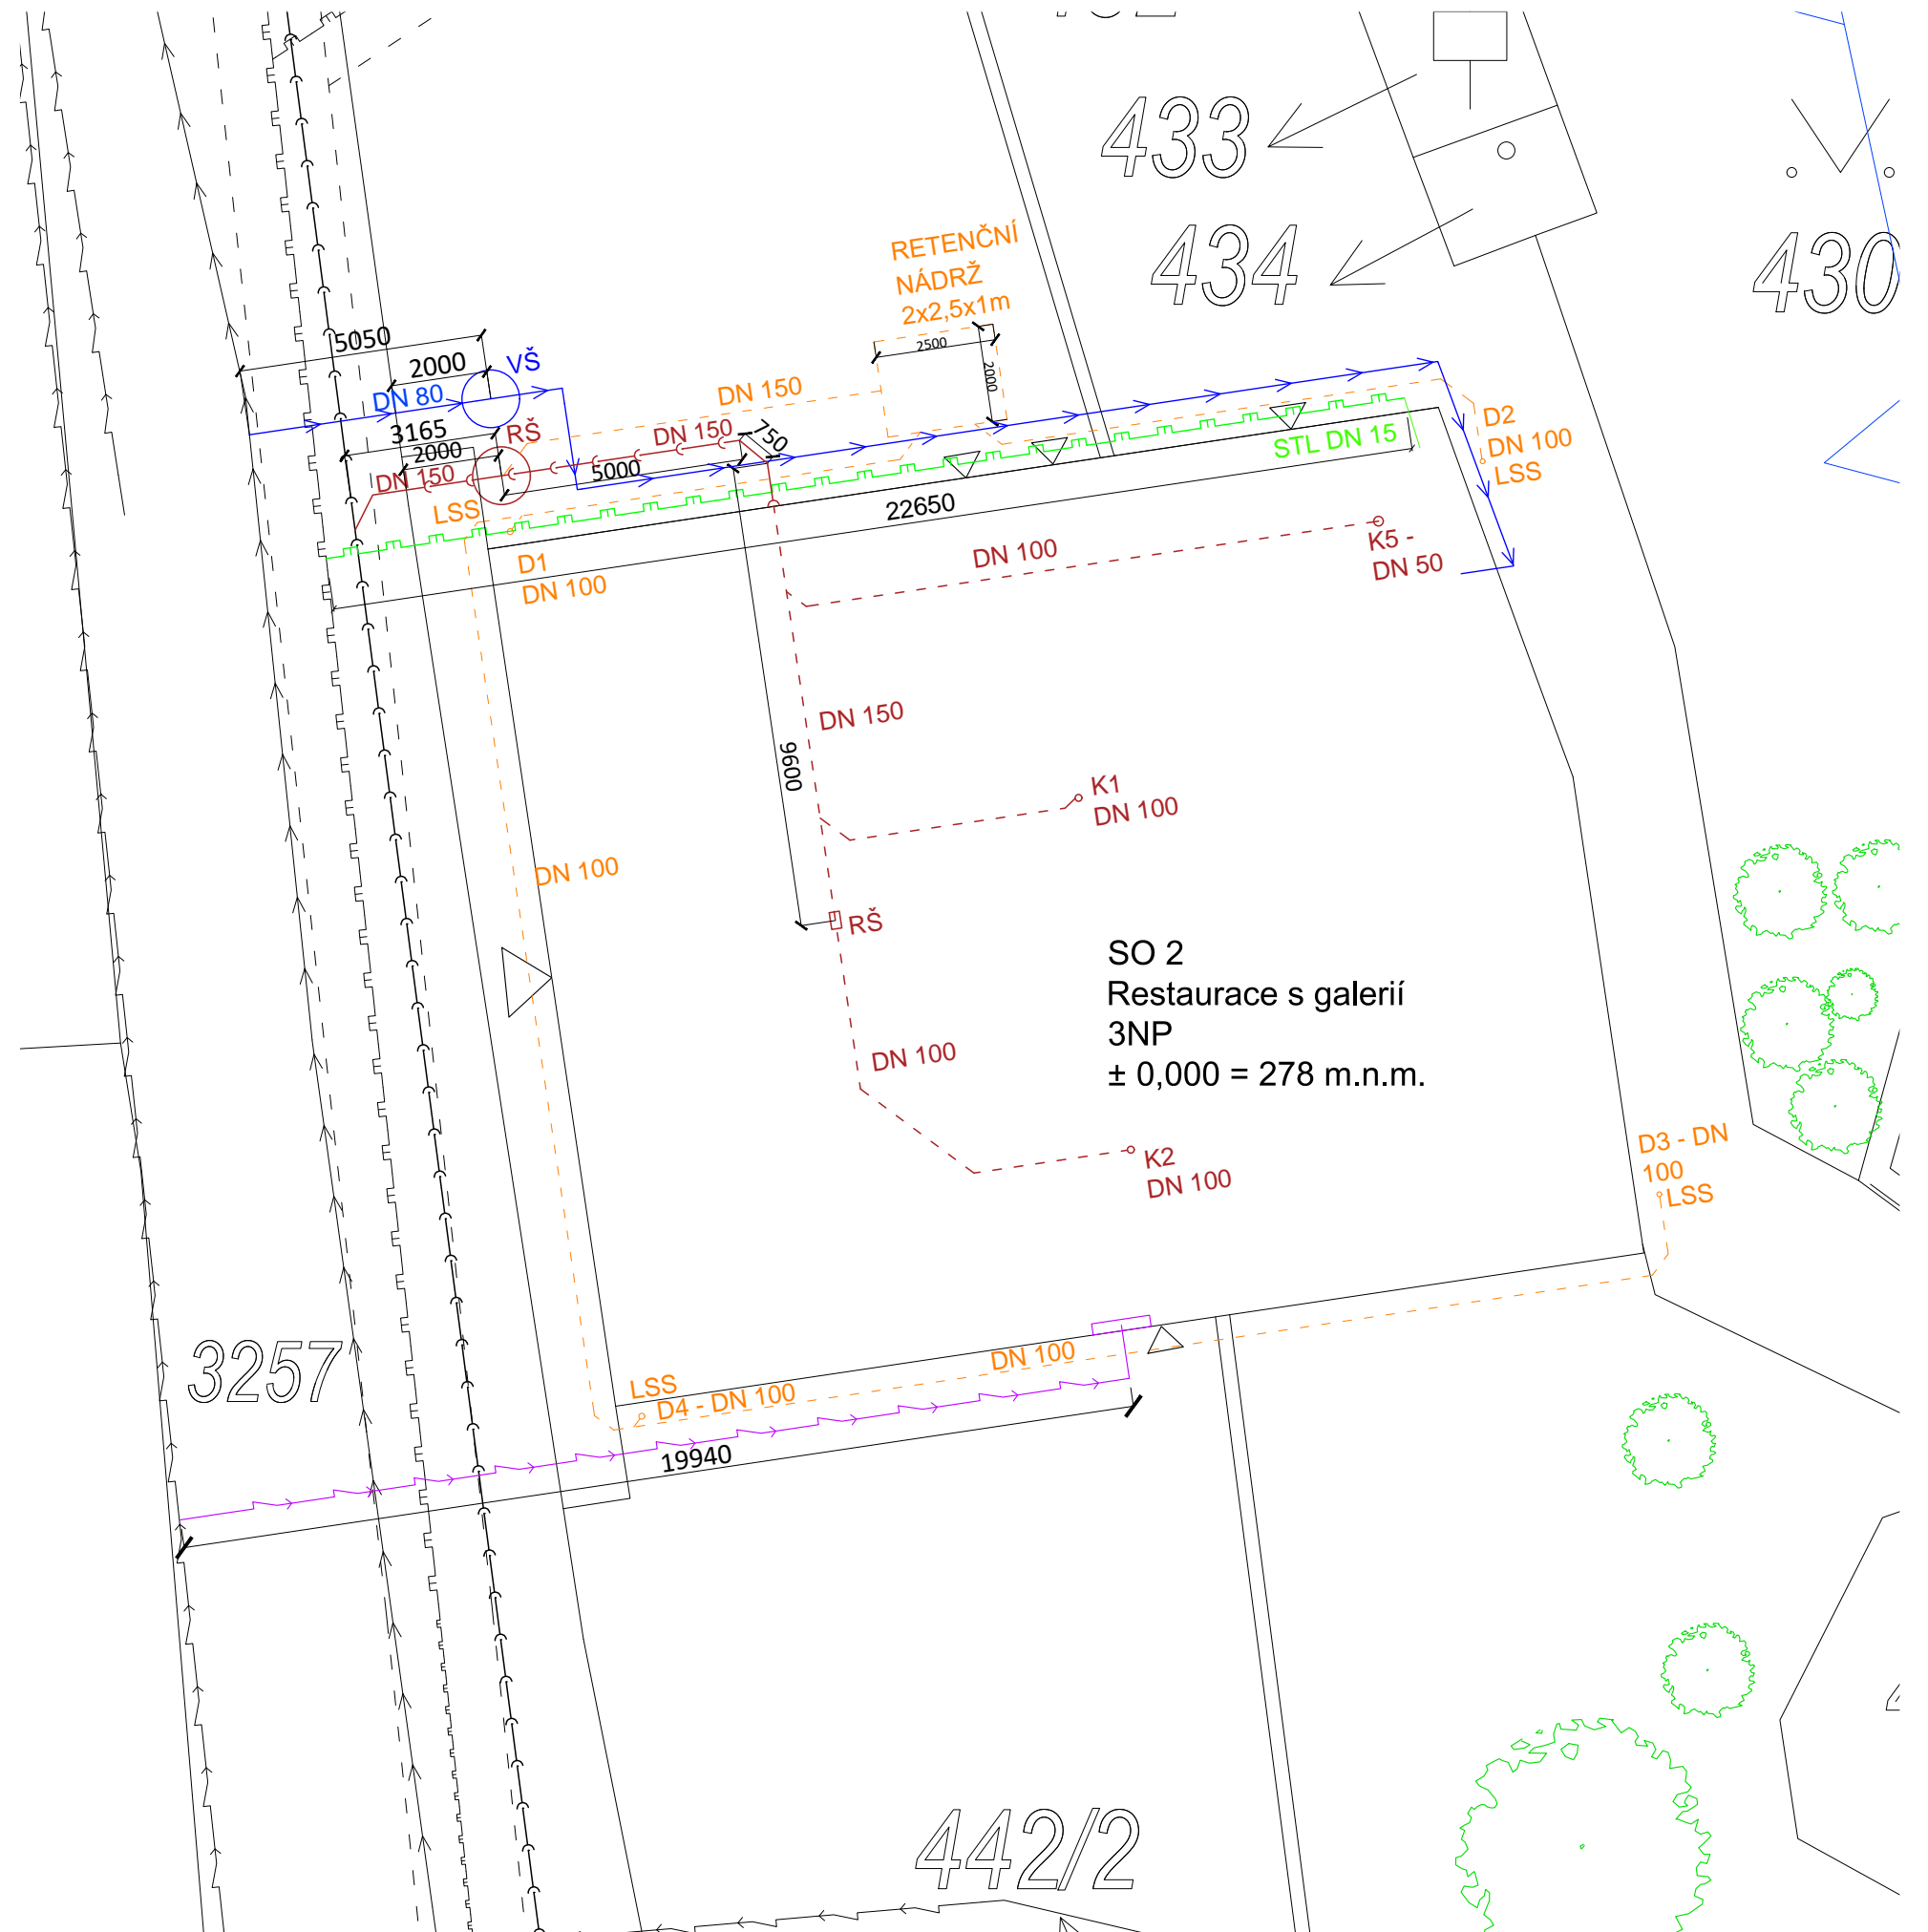 433
434
430
RETENČNÍ
NÁDRŽ
2x2,5x1m
5050
2000
VŠ
DN 80
2500
2000
DN 150
3165
RŠ
2000
DN 150
750
DN 150
5000
LSS
STL DN 15
D2
DN 100
LSS
22650
D1
DN 100
DN 100
K5 -
DN 50
DN 150
9600
K1
DN 100
DN 100
RŠ
SO 2
Restaurace s galerií
3NP
± 0,000 = 278 m.n.m.
DN 100
K2
DN 100
D3 - DN
100
LSS
3257
DN 100
LSS
D4 - DN 100
19940
442/2